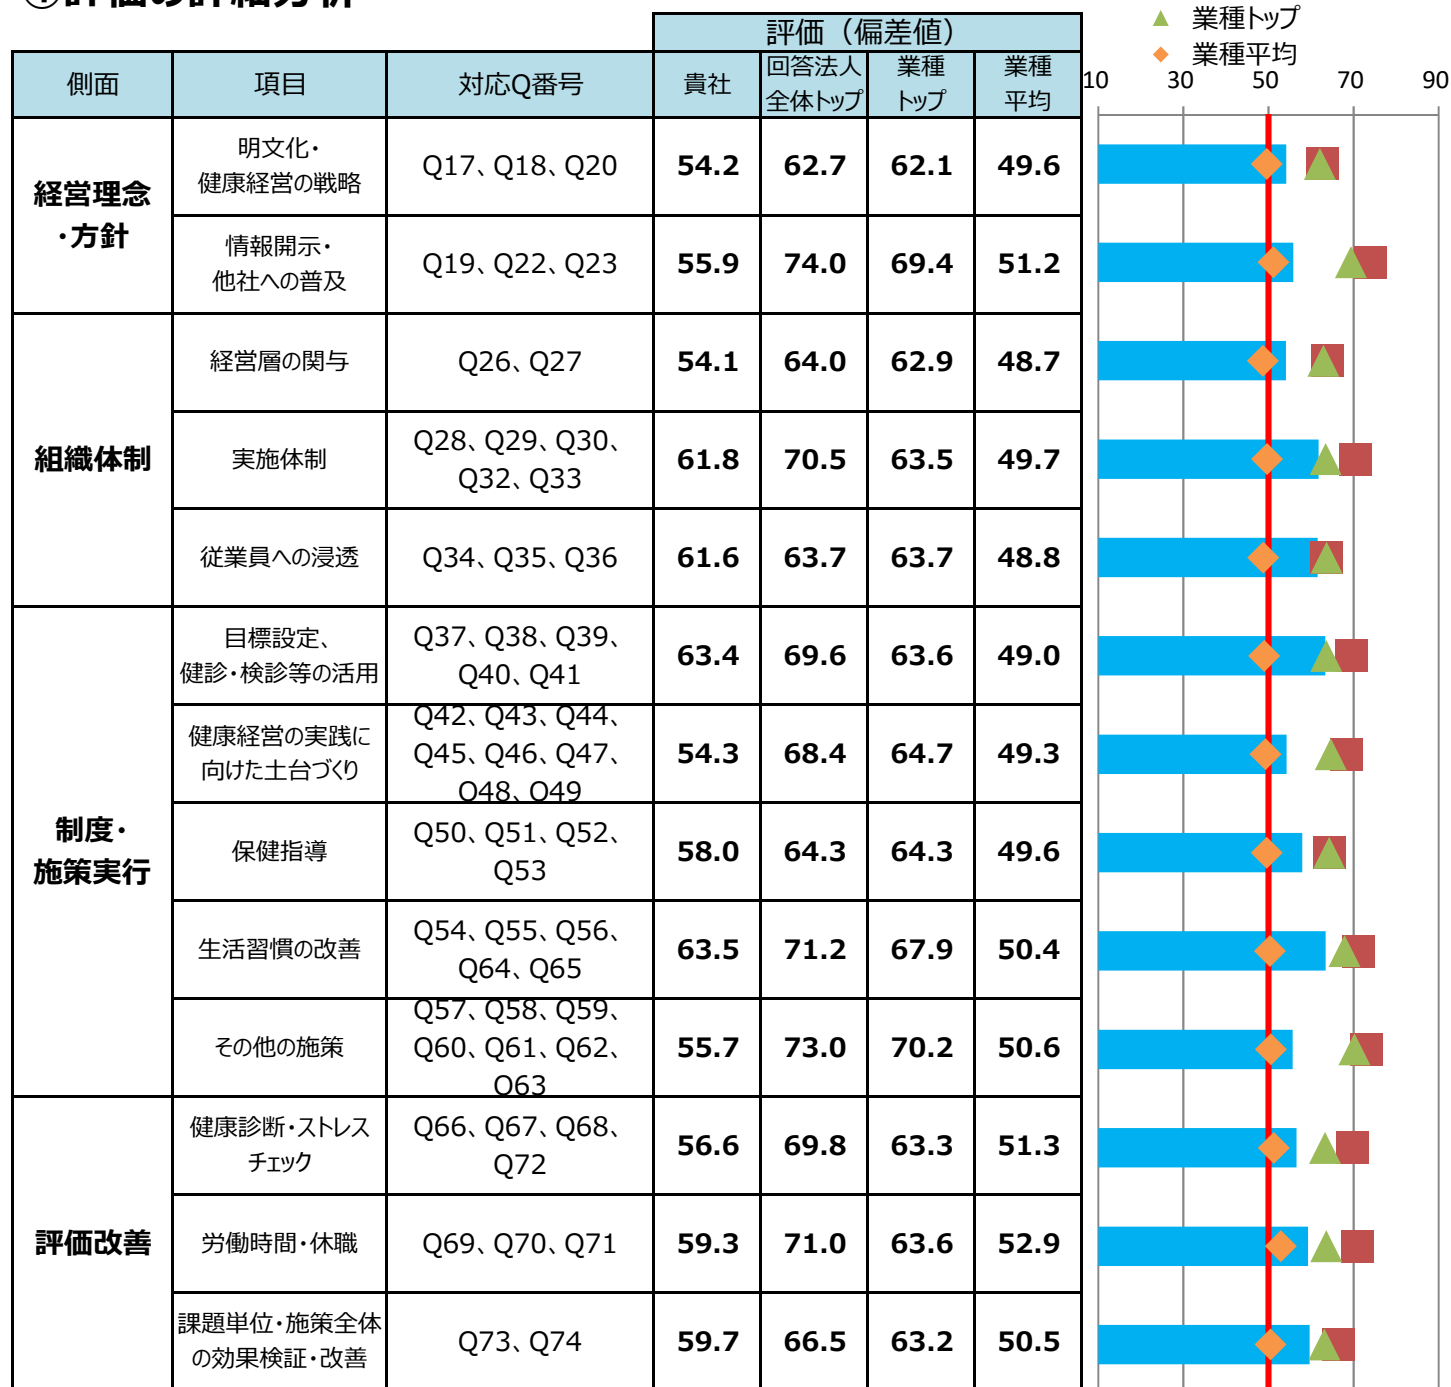 ①評価の詳細分析
▲ 業種トップ
◆ 業種平均
評価（偏差値）
側面 項目 対応Q番号 貴社 回答法人 業種 業種
全体トップ トップ 平均
10 30 50 70 90
経営理念
・方針
明文化・
健康経営の戦略
Q17、Q18、Q20 54.2 62.7 62.1 49.6
情報開示・
他社への普及
Q19、Q22、Q23 55.9 74.0 69.4 51.2
組織体制
経営層の関与 Q26、Q27 54.1 64.0 62.9 48.7
実施体制
Q28、Q29、Q30、
Q32、Q33
61.8 70.5 63.5 49.7
従業員への浸透 Q34、Q35、Q36 61.6 63.7 63.7 48.8
制度・
施策実行
目標設定、
健診・検診等の活用
Q37、Q38、Q39、
Q40、Q41
63.4 69.6 63.6 49.0
健康経営の実践に
向けた土台づくり
Q42、Q43、Q44、
Q45、Q46、Q47、
Q48、Q49
54.3 68.4 64.7 49.3
保健指導
Q50、Q51、Q52、
Q53
58.0 64.3 64.3 49.6
生活習慣の改善
Q54、Q55、Q56、
Q64、Q65
63.5 71.2 67.9 50.4
その他の施策
Q57、Q58、Q59、
Q60、Q61、Q62、
Q63
55.7 73.0 70.2 50.6
評価改善
健康診断・ストレス
チェック
Q66、Q67、Q68、
Q72
56.6 69.8 63.3 51.3
労働時間・休職 Q69、Q70、Q71 59.3 71.0 63.6 52.9
課題単位・施策全体
の効果検証・改善
Q73、Q74 59.7 66.5 63.2 50.5